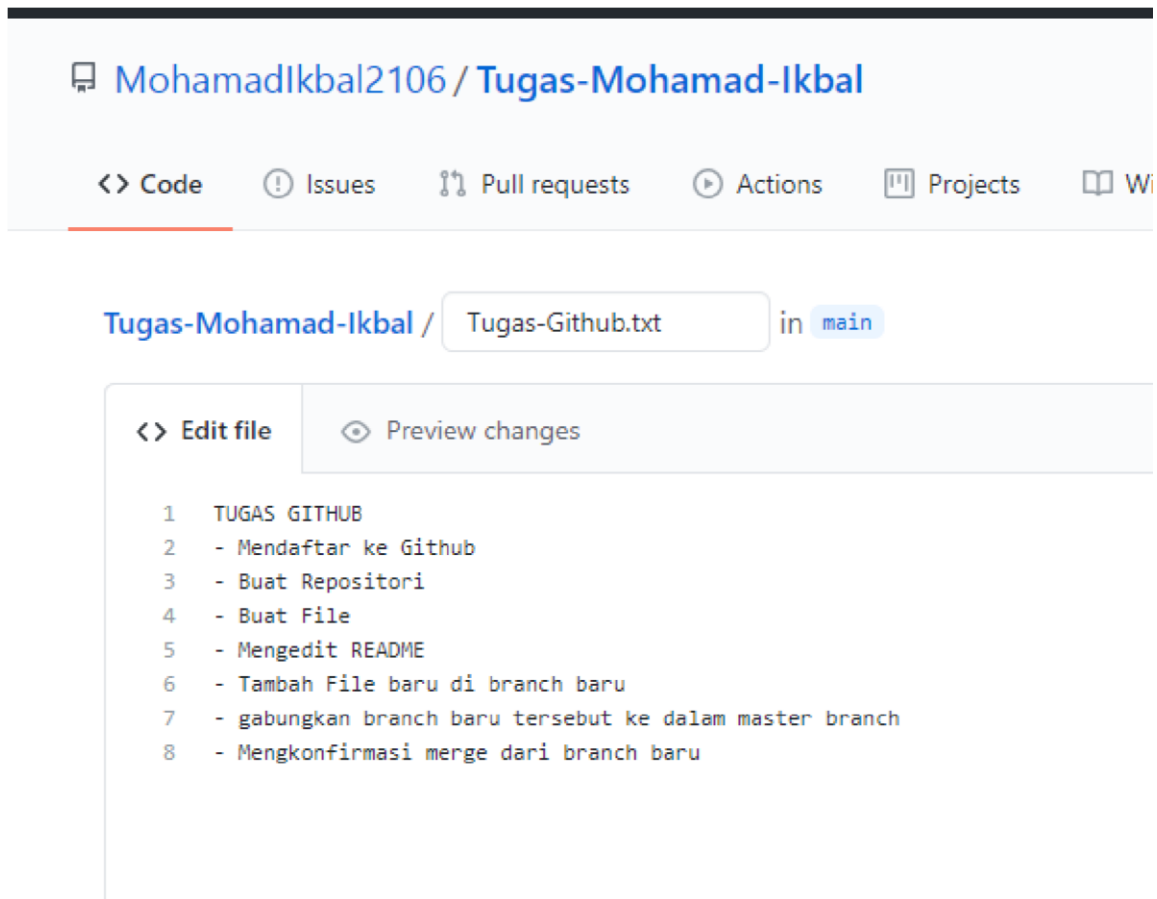 MohamadIkbal2106 / Tugas-Mohamad-Ikbal
Code Issues Pull requests Actions Projects
Tugas-Mohamad-Ikbal / Tugas-Github.txt in main
Edit file Preview changes
1 TUGAS GITHUB
2 - Mendaftar ke Github
3 - Buat Repositori
4 - Buat File
5 - Mengedit README
6 - Tambah File baru di branch baru
7 - gabungkan branch baru tersebut ke dalam master branch
8 - Mengkonfirmasi merge dari branch baru